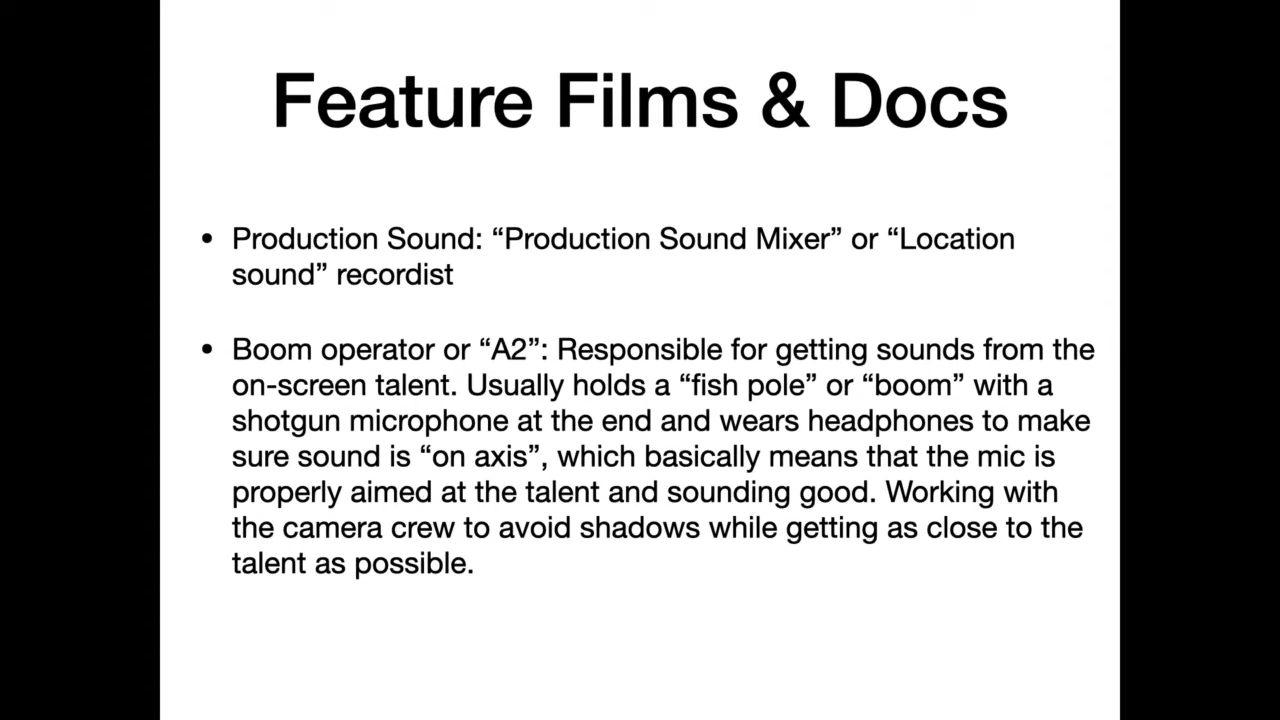 Feature Films & Docs
• Production Sound: “Production Sound Mixer” or “Location
sound” recordist
• Boom operator or “A2”: Responsible for getting sounds from the
on-screen talent. Usually holds a “fish pole” or “boom” with a
shotgun microphone at the end and wears headphones to make
sure sound is “on axis”, which basically means that the mic is
properly aimed at the talent and sounding good. Working with
the camera crew to avoid shadows while getting as close to the
talent as possible.